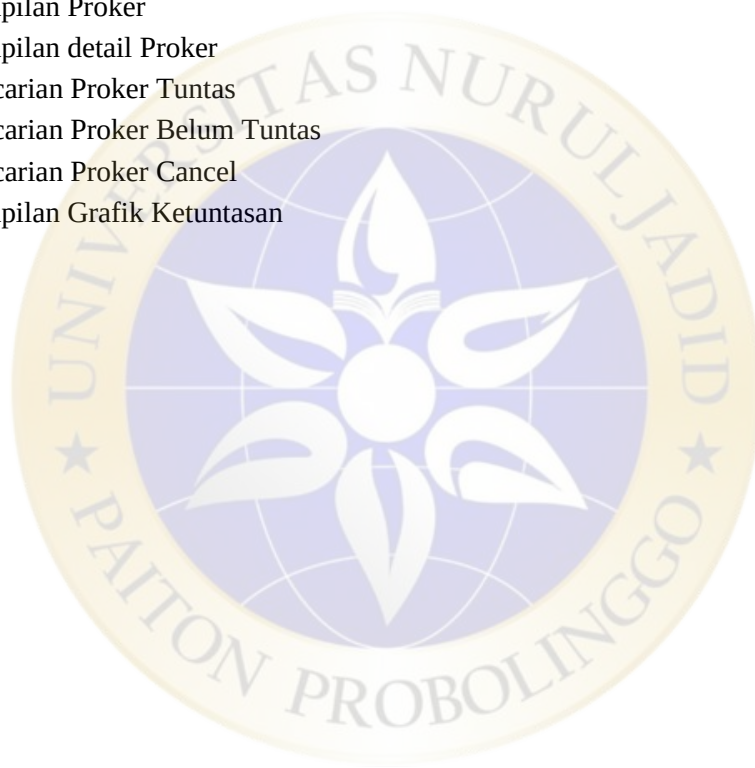 pilan Proker
pilan detail Proker
carian Proker Tuntas
carian Proker Belum Tuntas
carian Proker Cancel
pilan Grafik Ketuntasan
UNIVERSITAS NURUL JADID
★ PAITON PROBOLINGGO ★